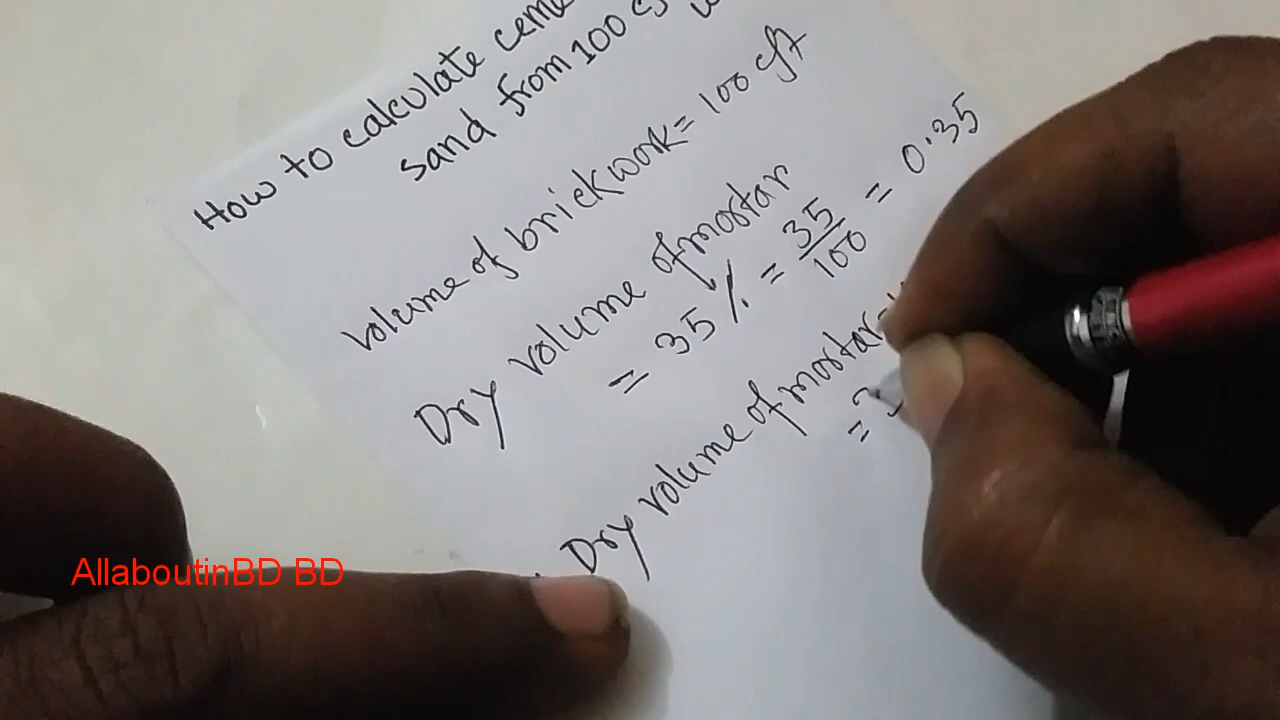 How to calculate
sand from 100
volume of brickwork = 100 cft
Dry volume of mortar
= 35 % = 35/100 = 0.35
Dry volume of mortar
=
AllaboutinBD BD